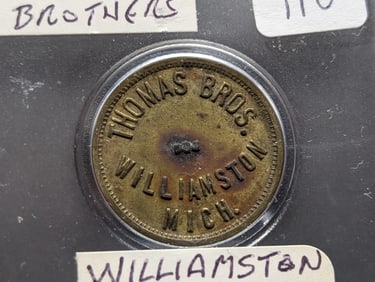 BROTHERS
110
THOMAS BROS.
WILLIAMSTON
MICH.
WILLIAMSTON